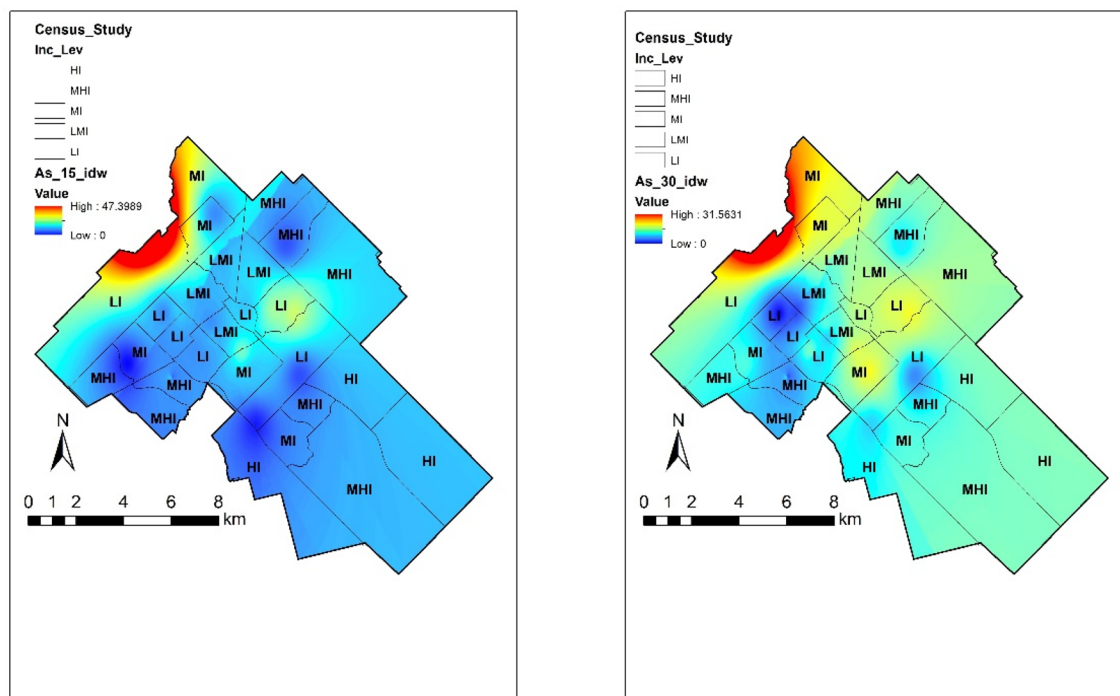 Census_Study
Inc_Lev
HI
MHI
MI
LMI
LI
As_15_idw
Value
High : 47.3989
Low : 0
MI
MHI
MI
MHI
LMI
LMI
MHI
LMI
LI
LI
LI
LI
LMI
MI
LI
LI
MI
HI
MHI
MHI
MHI
MHI
MI
HI
HI
MHI
N
0 2 4 6 8
km
Census_Study
Inc_Lev
HI
MHI
MI
LMI
LI
As_30_idw
Value
High : 31.5631
Low : 0
MI
MHI
MI
MHI
LMI
LMI
MHI
LMI
LI
LI
LI
LI
LMI
LI
MI
LI
LI
MI
HI
MHI
MHI
MHI
MHI
MI
HI
HI
MHI
N
0 2 4 6 8
km